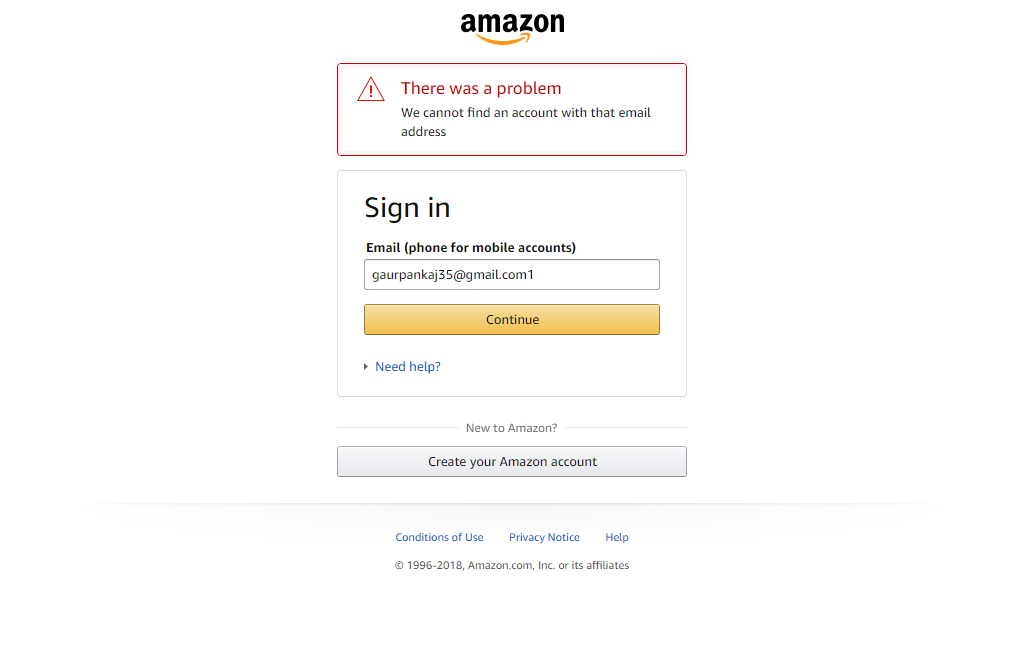 amazon
There was a problem
We cannot find an account with that email
address
Sign in
Email (phone for mobile accounts)
gaurpankaj35@gmail.com1
Continue
Need help?
New to Amazon?
Create your Amazon account
Conditions of Use Privacy Notice Help
© 1996-2018, Amazon.com, Inc. or its affiliates